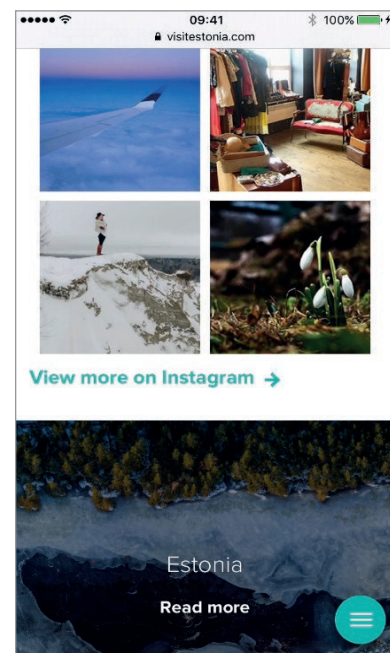 09:41
100%
visitestonia.com
View more on Instagram →
Estonia
Read more